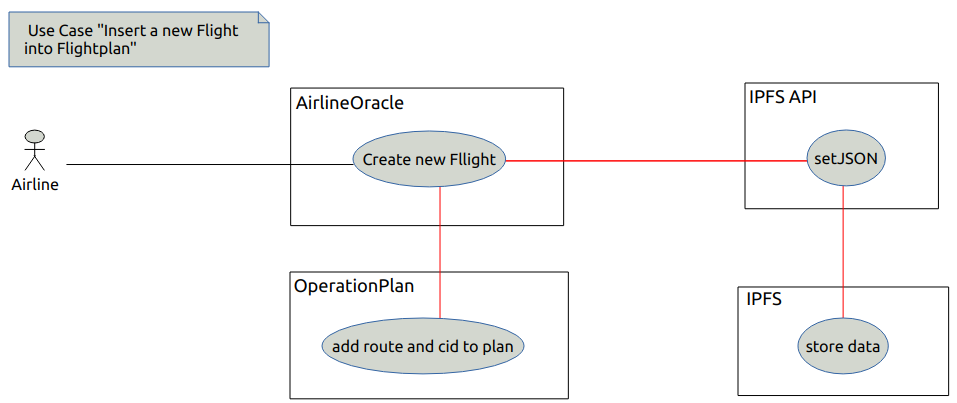 Use Case "Insert a new Flight
into Flightplan"
AirlineOracle
IPFS API
Create new Fllight
setJSON
Airline
OperationPlan
IPFS
add route and cid to plan
store data